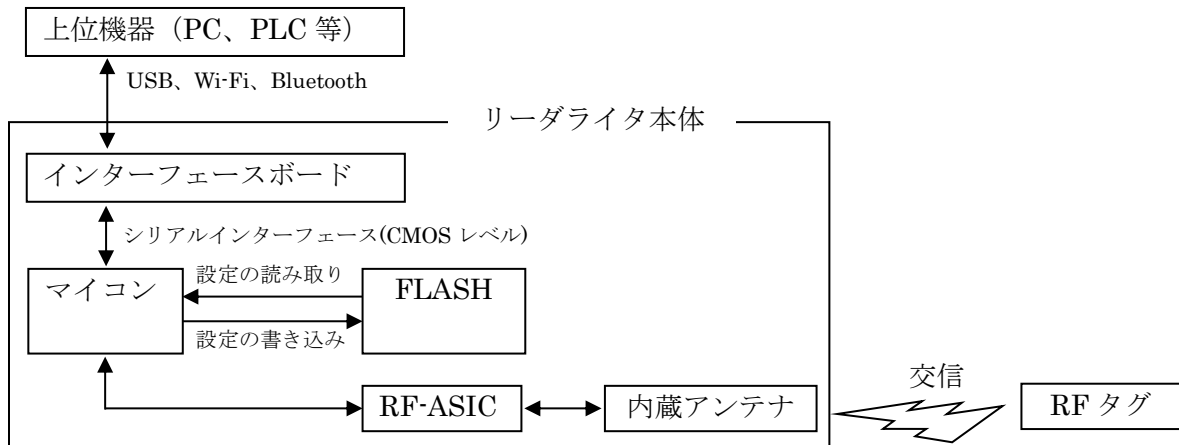 上位機器（PC、PLC 等）
USB、Wi-Fi、Bluetooth
リーダライタ本体
インターフェースボード
シリアルインターフェース(CMOS レベル)
マイコン
設定の読み取り
FLASH
設定の書き込み
交信
RF-ASIC
内蔵アンテナ
RF タグ